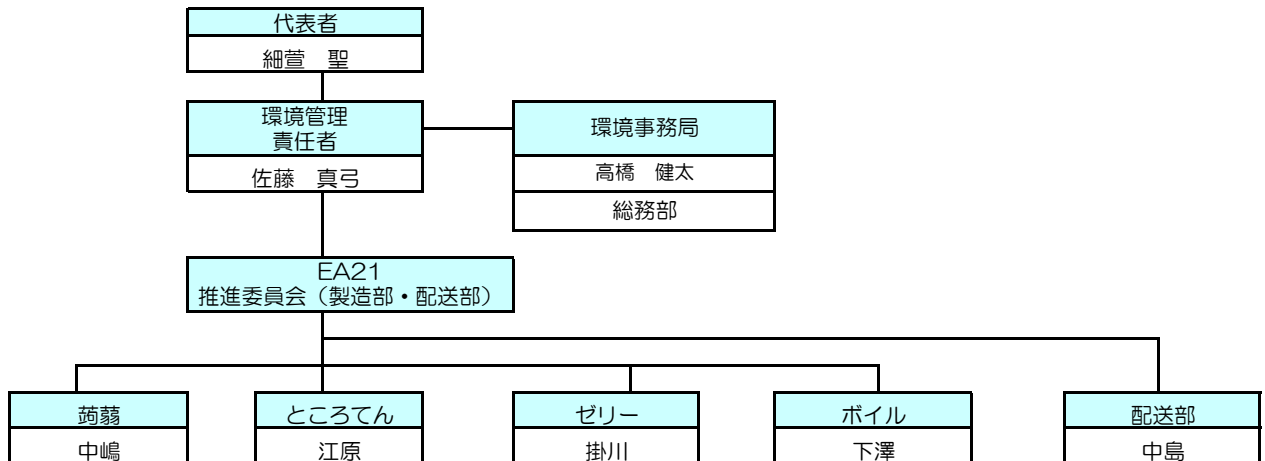 代表者
細萱　聖
環境管理
責任者
佐藤　真弓
環境事務局
高橋　健太
総務部
EA21
推進委員会（製造部・配送部）
蒟蒻
中嶋
ところてん
江原
ゼリー
掛川
ボイル
下澤
配送部
中島